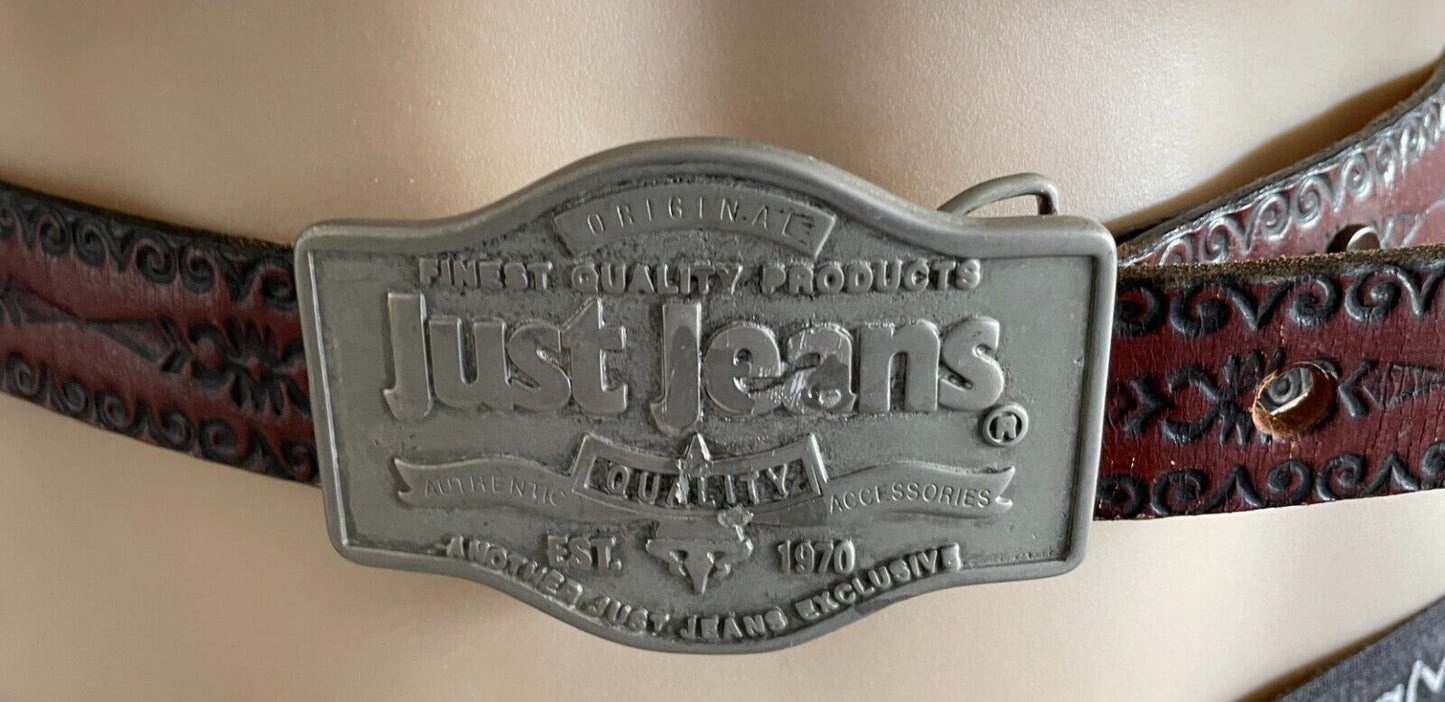 ORIGINAL
FINEST QUALITY PRODUCTS
Just Jeans®
AUTHENTIC QUALITY ACCESSORIES
EST. 1970
ANOTHER JUST JEANS EXCLUSIVE